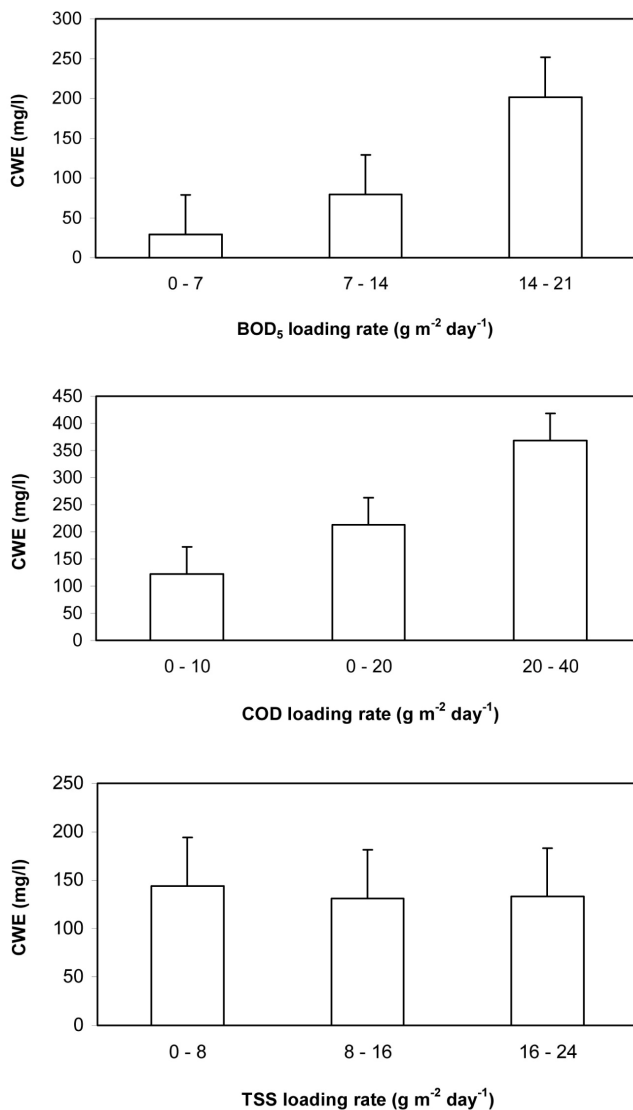 300
250
200
150
100
50
0
CWE (mg/l)
0 - 7 7 - 14 14 - 21
BOD₅ loading rate (g m⁻² day⁻¹)
450
400
350
300
250
200
150
100
50
0
CWE (mg/l)
0 - 10 0 - 20 20 - 40
COD loading rate (g m⁻² day⁻¹)
250
200
150
100
50
0
CWE (mg/l)
0 - 8 8 - 16 16 - 24
TSS loading rate (g m⁻² day⁻¹)